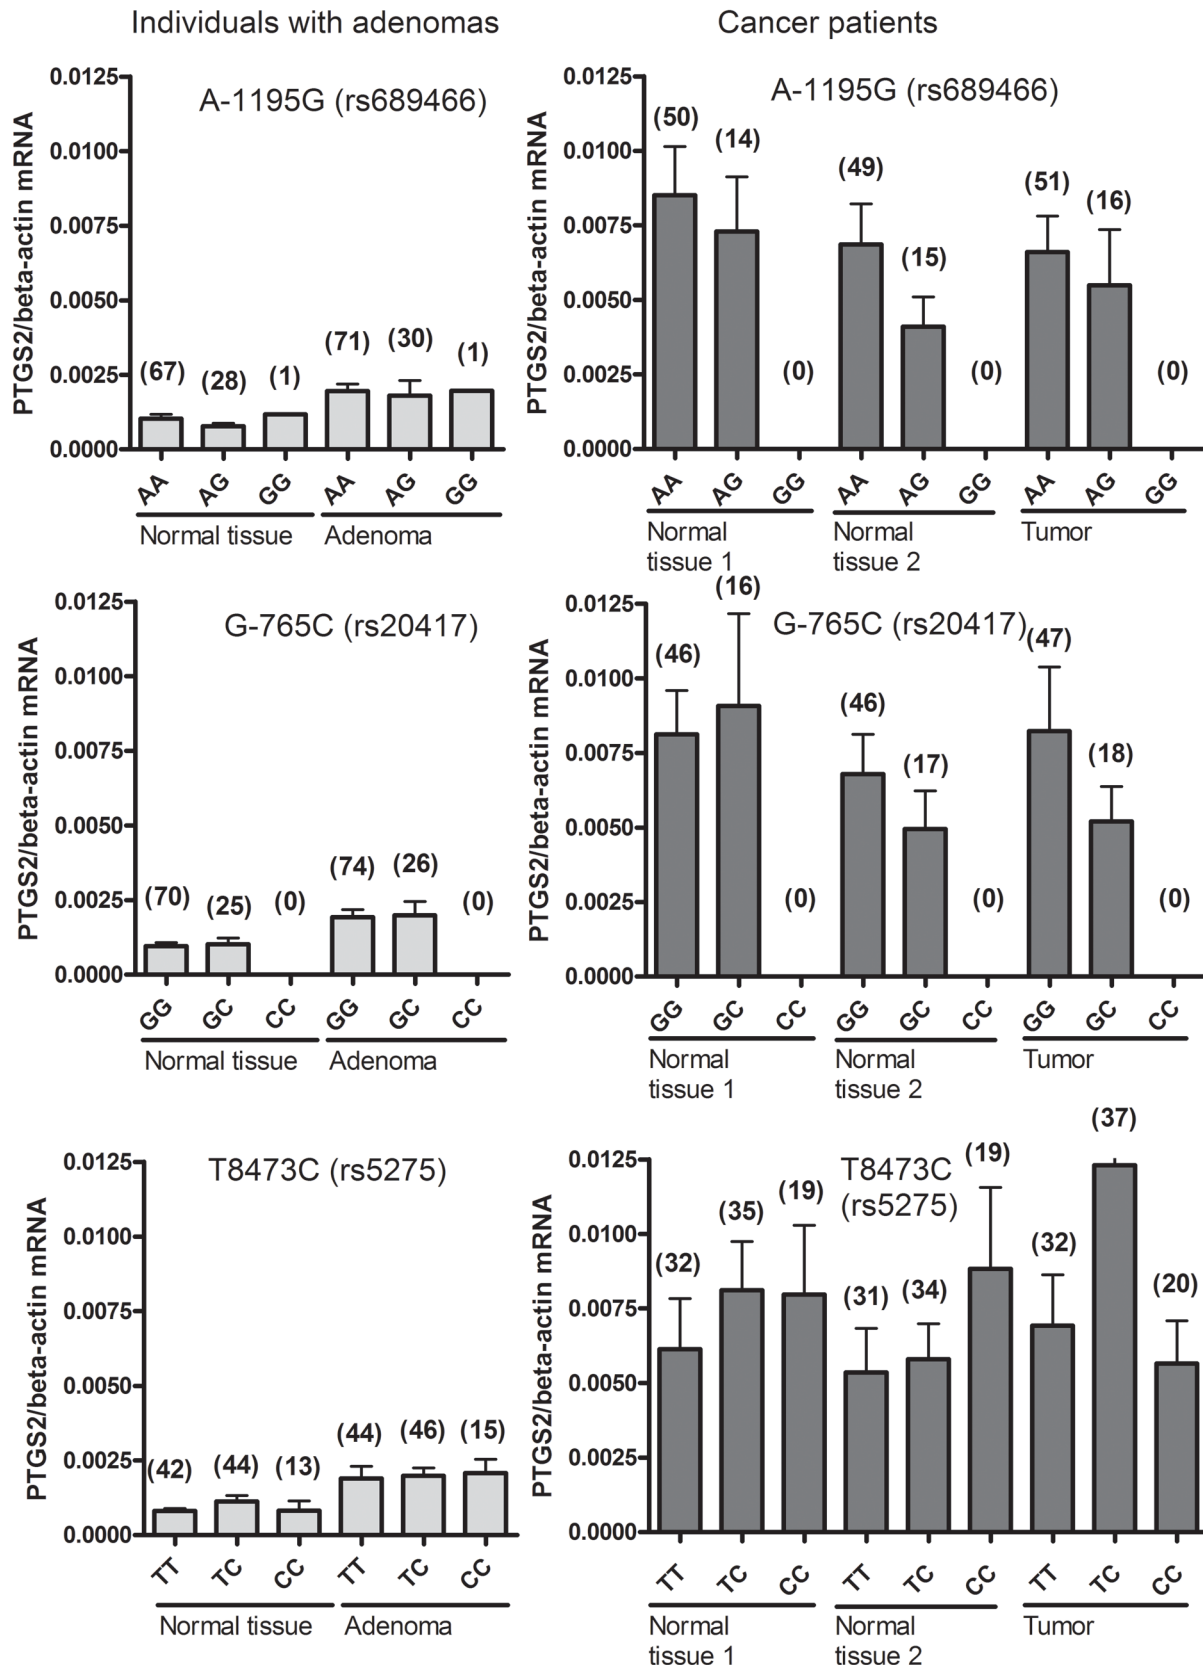 Individuals with adenomas
Cancer patients
PTGS2/beta-actin mRNA
0.0125
0.0100
0.0075
0.0050
0.0025
0.0000
A-1195G (rs689466)
(67) (28) (1) (71) (30) (1)
AA AG GG AA AG GG
Normal tissue Adenoma
PTGS2/beta-actin mRNA
0.0125
0.0100
0.0075
0.0050
0.0025
0.0000
A-1195G (rs689466)
(50) (14) (0) (49) (15) (0) (51) (16) (0)
AA AG GG AA AG GG AA AG GG
Normal
tissue 1
Normal
tissue 2
Tumor
PTGS2/beta-actin mRNA
0.0125
0.0100
0.0075
0.0050
0.0025
0.0000
G-765C (rs20417)
(70) (25) (0) (74) (26) (0)
GG GC CC GG GC CC
Normal tissue Adenoma
PTGS2/beta-actin mRNA
0.0125
0.0100
0.0075
0.0050
0.0025
0.0000
G-765C (rs20417)
(46) (16) (0) (46) (17) (0) (47) (18) (0)
GG GC CC GG GC CC GG GC CC
Normal
tissue 1
Normal
tissue 2
Tumor
PTGS2/beta-actin mRNA
0.0125
0.0100
0.0075
0.0050
0.0025
0.0000
T8473C (rs5275)
(42) (44) (13) (44) (46) (15)
TT TC CC TT TC CC
Normal tissue Adenoma
PTGS2/beta-actin mRNA
0.0125
0.0100
0.0075
0.0050
0.0025
0.0000
T8473C
(rs5275)
(32) (35) (19) (31) (34) (19) (32) (37) (20)
TT TC CC TT TC CC TT TC CC
Normal
tissue 1
Normal
tissue 2
Tumor